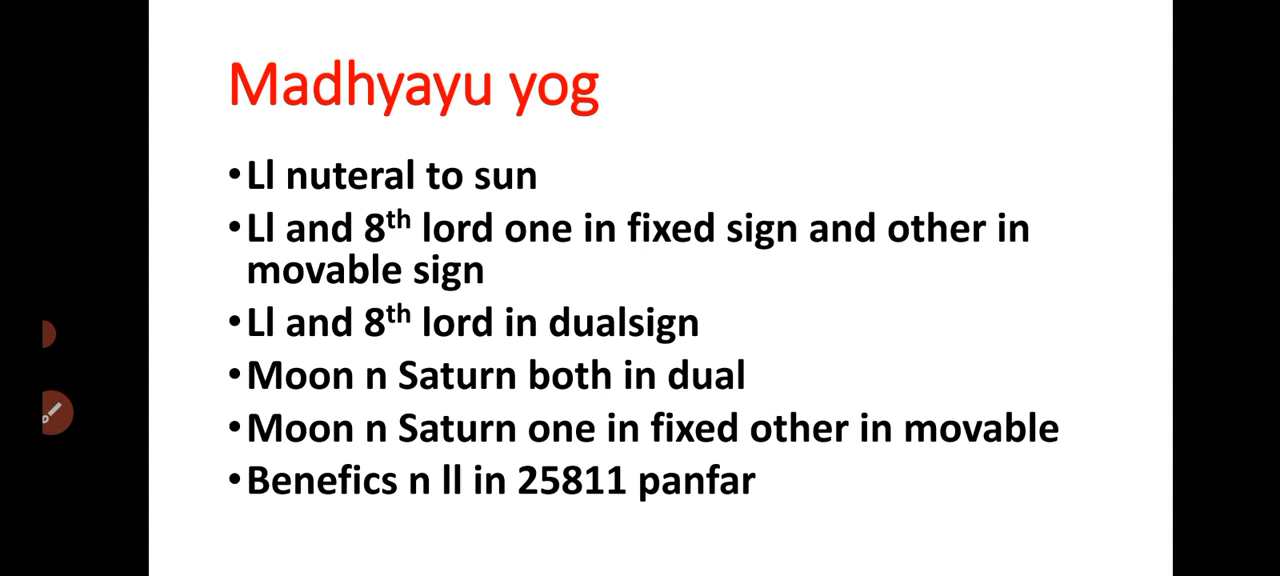 Madhyayu yog
•Ll nuteral to sun
•Ll and 8th lord one in fixed sign and other in
movable sign
•Ll and 8th lord in dualsign
•Moon n Saturn both in dual
•Moon n Saturn one in fixed other in movable
•Benefics n ll in 25811 panfar